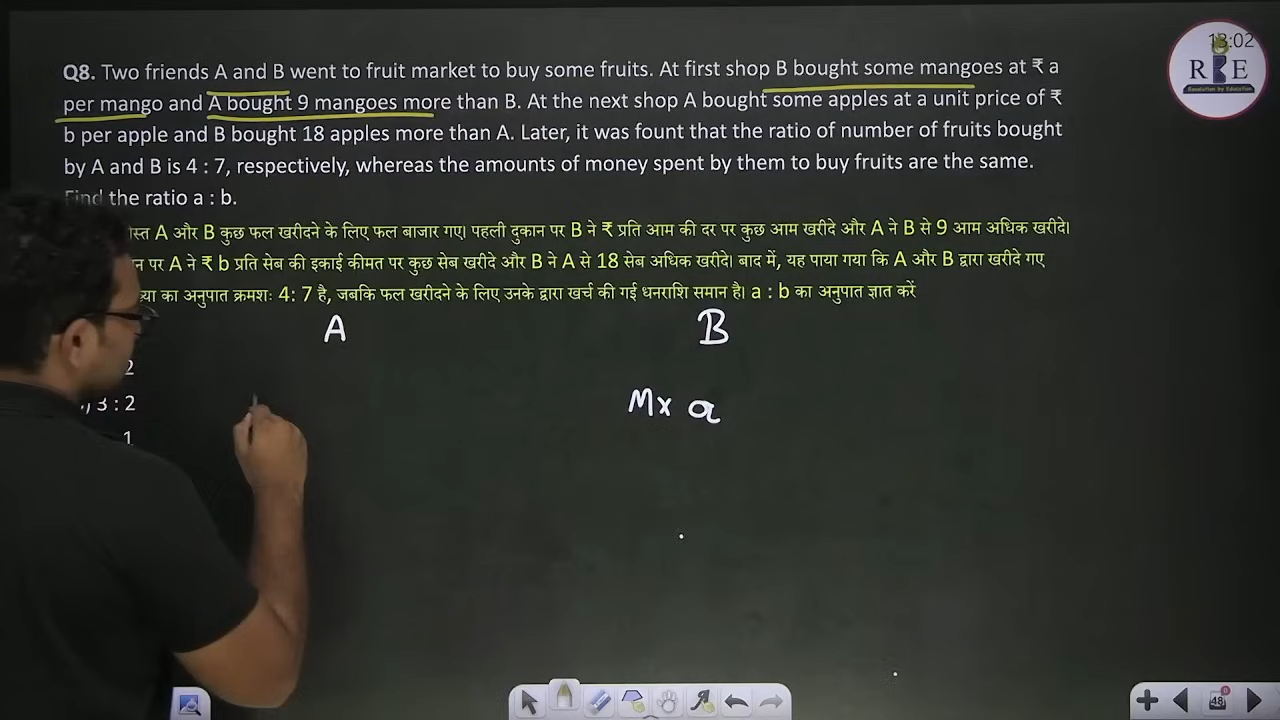 13:02
R E
Revolution by Education
Q8. Two friends A and B went to fruit market to buy some fruits. At first shop B bought some mangoes at ₹ a
per mango and A bought 9 mangoes more than B. At the next shop A bought some apples at a unit price of ₹
b per apple and B bought 18 apples more than A. Later, it was fount that the ratio of number of fruits bought
by A and B is 4 : 7, respectively, whereas the amounts of money spent by them to buy fruits are the same.
Find the ratio a : b.
A और B कुछ फल खरीदने के लिए फल बाजार गए। पहली दुकान पर B ने ₹ प्रति आम की दर पर कुछ आम खरीदे और A ने B से 9 आम अधिक खरीदे।
पर A ने ₹ b प्रति सेब की इकाई कीमत पर कुछ सेब खरीदे और B ने A से 18 सेब अधिक खरीदे। बाद में, यह पाया गया कि A और B द्वारा खरीदे गए
का अनुपात क्रमशः 4: 7 है, जबकि फल खरीदने के लिए उनके द्वारा खर्च की गई धनराशि समान है। a : b का अनुपात ज्ञात करें
A B
2
3 : 2
M x a
1
48